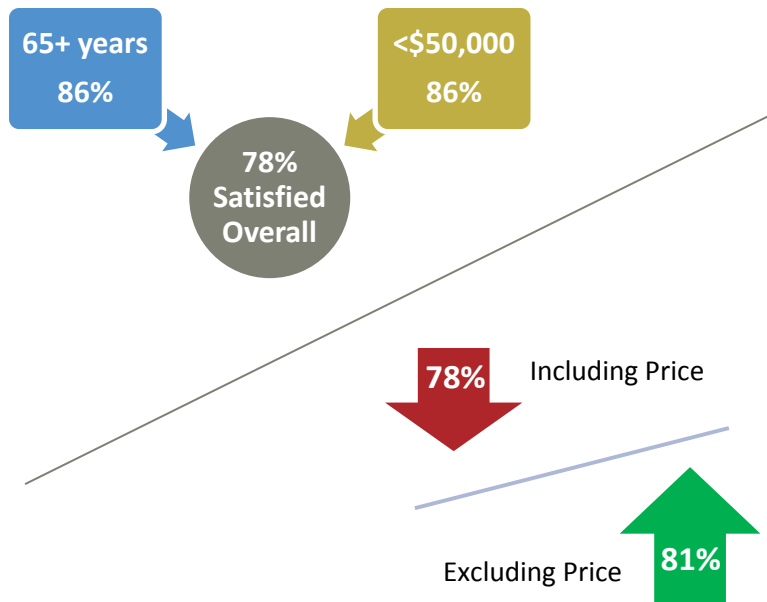 65+ years
86%
<$50,000
86%
78%
Satisfied
Overall
78%
Including Price
Excluding Price
81%